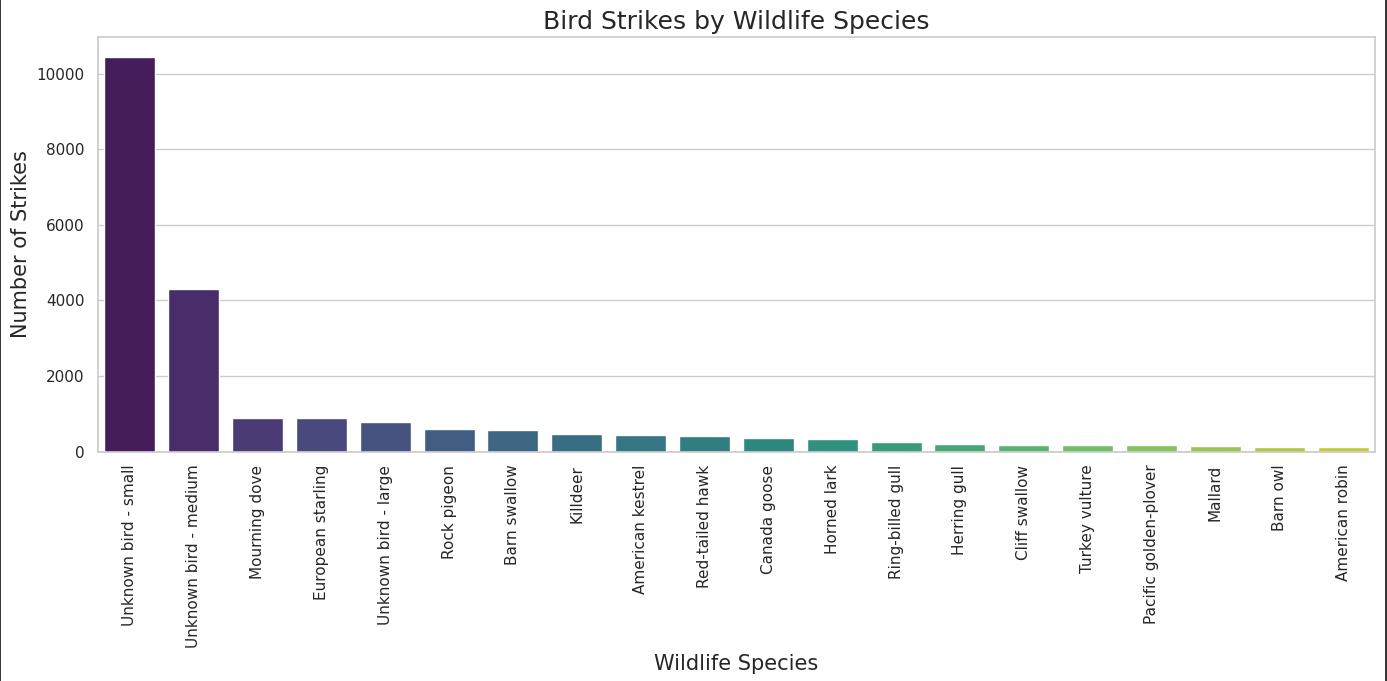 Bird Strikes by Wildlife Species
Number of Strikes
10000
8000
6000
4000
2000
0
Unknown bird - small
Unknown bird - medium
Mourning dove
European starling
Unknown bird - large
Rock pigeon
Barn swallow
Killdeer
American kestrel
Red-tailed hawk
Canada goose
Horned lark
Ring-billed gull
Herring gull
Cliff swallow
Turkey vulture
Pacific golden-plover
Mallard
Barn owl
American robin
Wildlife Species